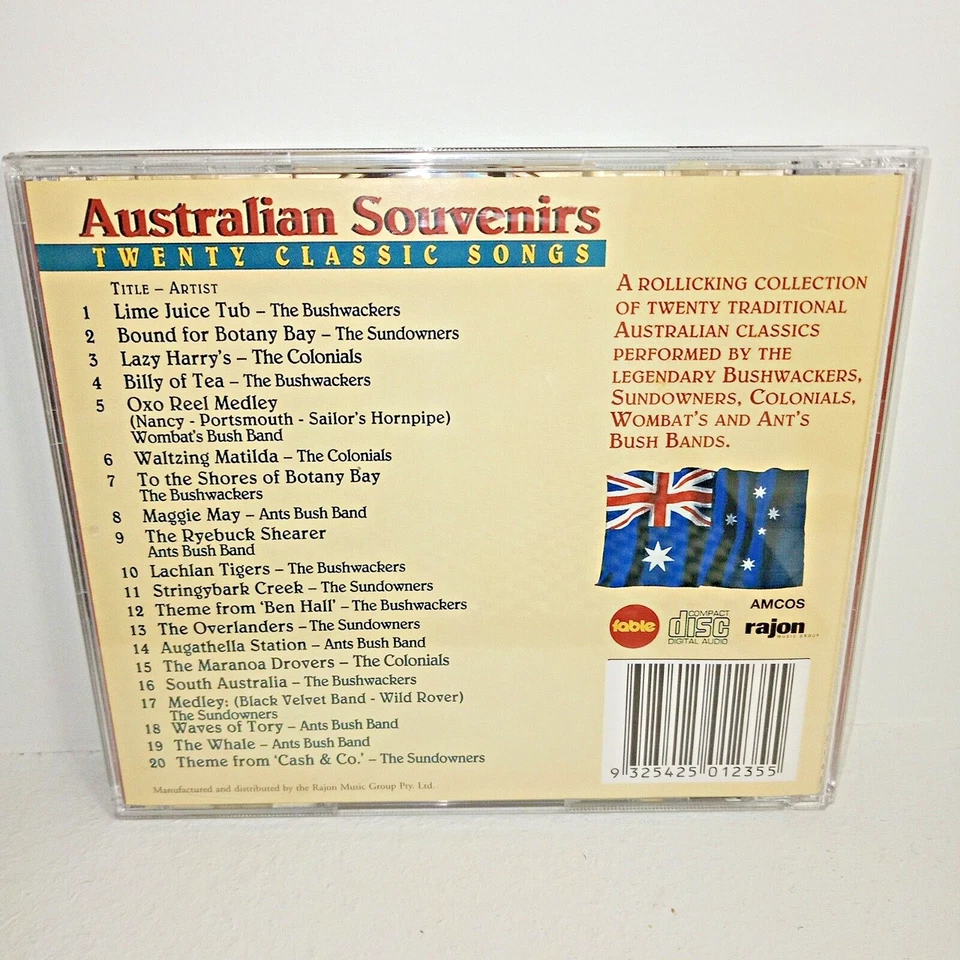 Australian Souvenirs
TWENTY CLASSIC SONGS
TITLE – ARTIST
1 Lime Juice Tub – The Bushwackers
2 Bound for Botany Bay – The Sundowners
3 Lazy Harry's – The Colonials
4 Billy of Tea – The Bushwackers
5 Oxo Reel Medley
(Nancy - Portsmouth - Sailor's Hornpipe)
Wombat's Bush Band
6 Waltzing Matilda – The Colonials
7 To the Shores of Botany Bay
The Bushwackers
8 Maggie May – Ants Bush Band
9 The Ryebuck Shearer
Ants Bush Band
10 Lachlan Tigers – The Bushwackers
11 Stringybark Creek – The Sundowners
12 Theme from 'Ben Hall' – The Bushwackers
13 The Overlanders – The Sundowners
14 Augathella Station – Ants Bush Band
15 The Maranoa Drovers – The Colonials
16 South Australia – The Bushwackers
17 Medley: (Black Velvet Band - Wild Rover)
The Sundowners
18 Waves of Tory – Ants Bush Band
19 The Whale – Ants Bush Band
20 Theme from 'Cash & Co.' – The Sundowners
Manufactured and distributed by the Rajon Music Group Pty. Ltd.
A ROLLICKING COLLECTION
OF TWENTY TRADITIONAL
AUSTRALIAN CLASSICS
PERFORMED BY THE
LEGENDARY BUSHWACKERS,
SUNDOWNERS, COLONIALS,
WOMBAT'S AND ANT'S
BUSH BANDS.
AMCOS
fable
COMPACT
disc
DIGITAL AUDIO
rajon
MUSIC GROUP
9 325425 012355